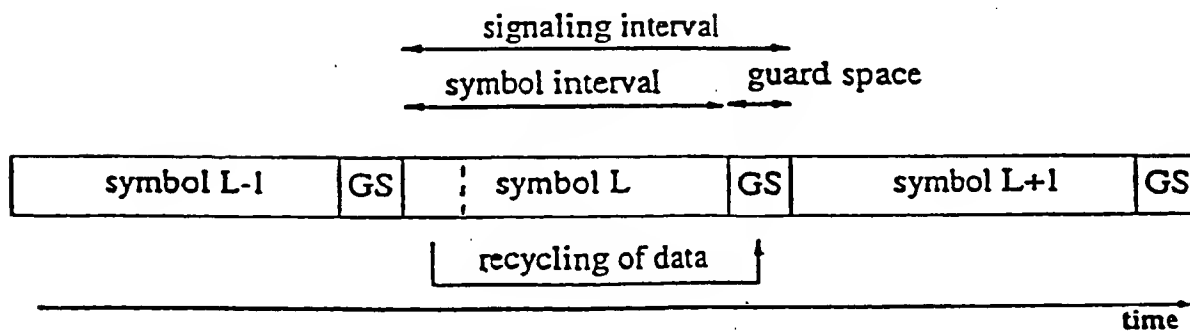 signaling interval
symbol interval
guard space
symbol L-1 GS symbol L GS symbol L+1 GS
recycling of data
time